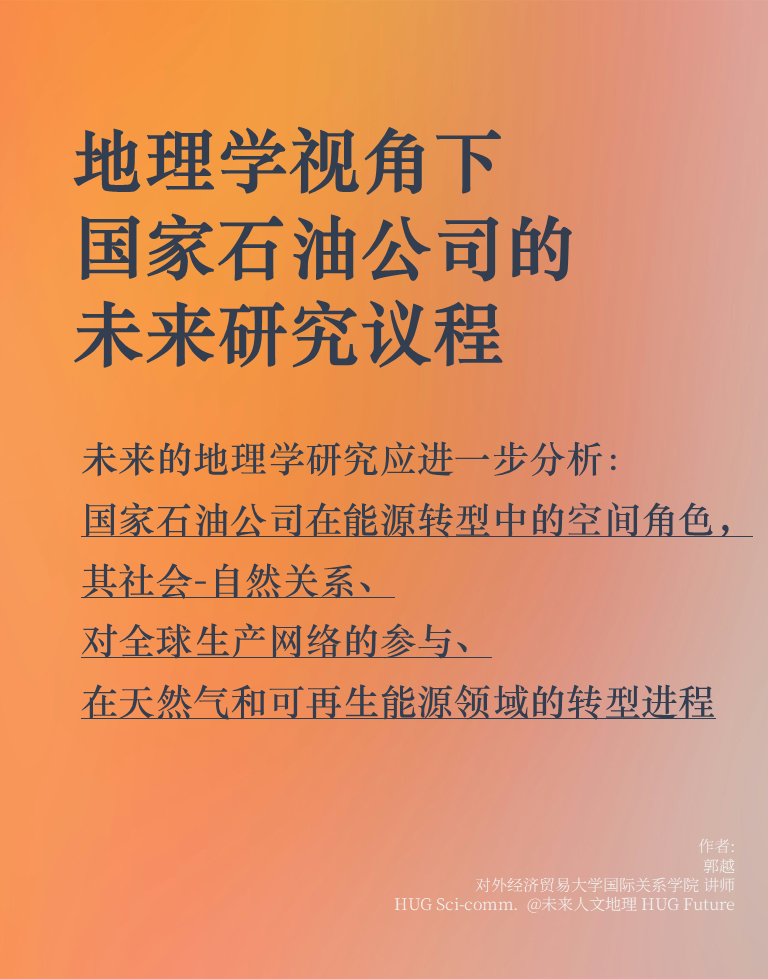 地理学视角下
国家石油公司的
未来研究议程
未来的地理学研究应进一步分析：
国家石油公司在能源转型中的空间角色，
其社会-自然关系、
对全球生产网络的参与、
在天然气和可再生能源领域的转型进程
作者:
郭越
对外经济贸易大学国际关系学院 讲师
HUG Sci-comm. @未来人文地理 HUG Future